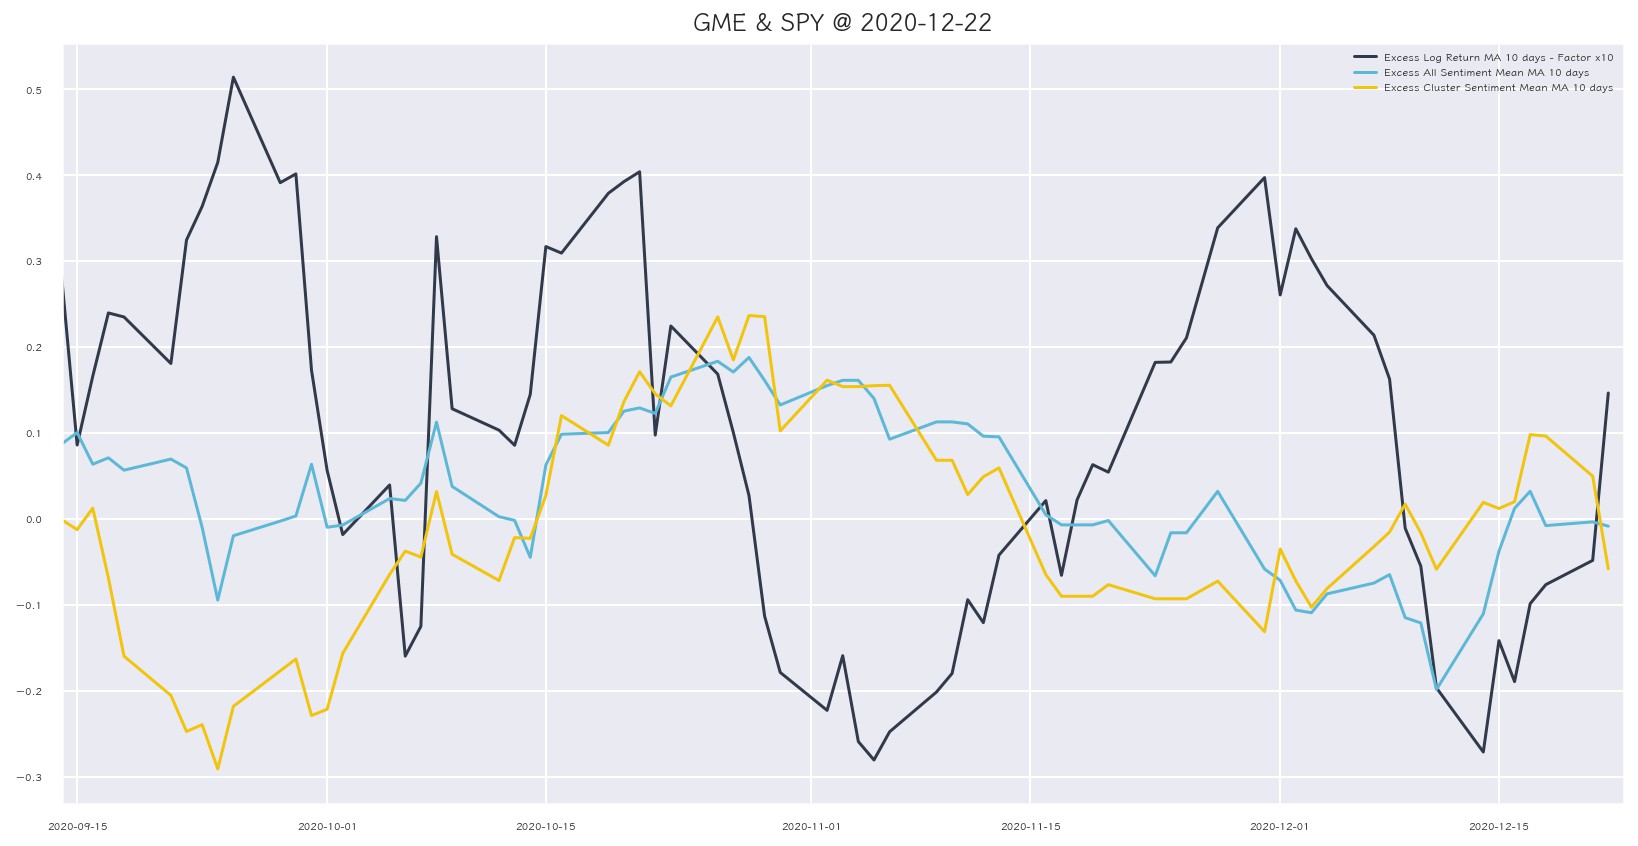 GME & SPY @ 2020-12-22
Excess Log Return MA 10 days - Factor x10
Excess All Sentiment Mean MA 10 days
Excess Cluster Sentiment Mean MA 10 days
0.5
0.4
0.3
0.2
0.1
0.0
−0.1
−0.2
−0.3
2020-09-15 2020-10-01 2020-10-15 2020-11-01 2020-11-15 2020-12-01 2020-12-15